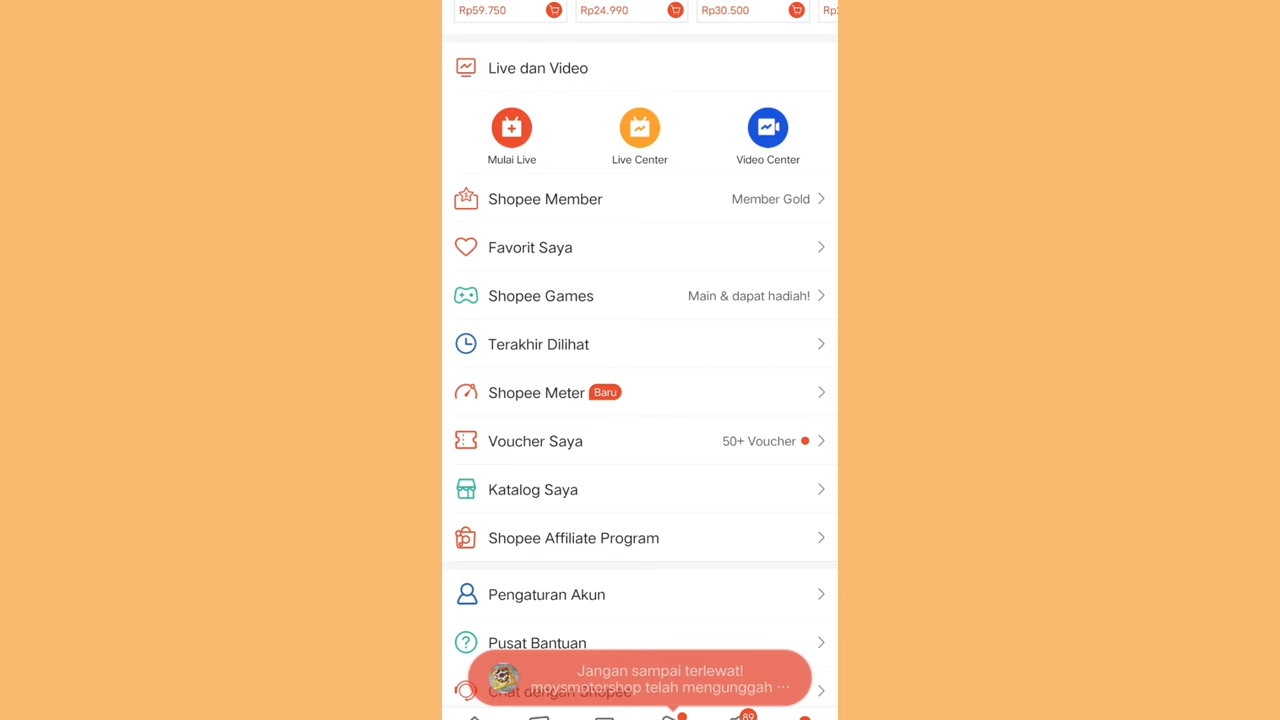 Rp59.750 Rp24.990 Rp30.500 Rp
Live dan Video
Mulai Live Live Center Video Center
Shopee Member Member Gold
Favorit Saya
Shopee Games Main & dapat hadiah!
Terakhir Dilihat
Shopee Meter Baru
Voucher Saya 50+ Voucher
Katalog Saya
Shopee Affiliate Program
Pengaturan Akun
Pusat Bantuan
Jangan sampai terlewat!
moysmotorshop telah mengunggah ...
Chat dengan Shopee
89